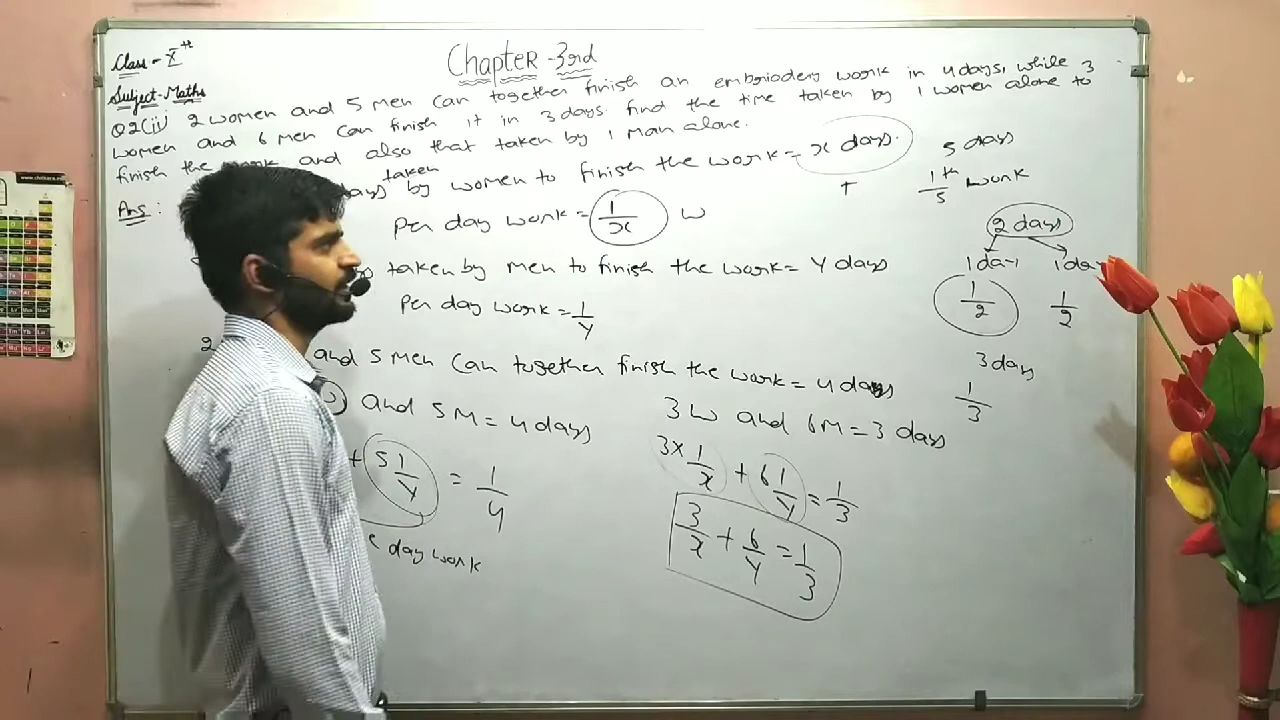 Class - Xth
Chapter - 3rd
Subject - Maths
Q2(ii) 2 women and 5 Men can together finish an embriodery work in 4 days, while 3
women and 6 Men can finish it in 3 days. find the time taken by 1 women alone to
finish the work and also that taken by 1 Man alone.
Ans :
days taken by women to finish the work = x days.
Per day work = 1/x W
taken by men to finish the work = Y days
Per day work = 1/Y
2 and 5 Men can together finish the work = 4 days
and 5M = 4 days
+ 5 1/Y = 1/4
day work
3 W and 6M = 3 days
3 × 1/x + 6 1/Y = 1/3
3/x + 6/Y = 1/3
5 days
1th/5 work
2 days
1 day 1 day
1/2 1/2
3 days
1/3